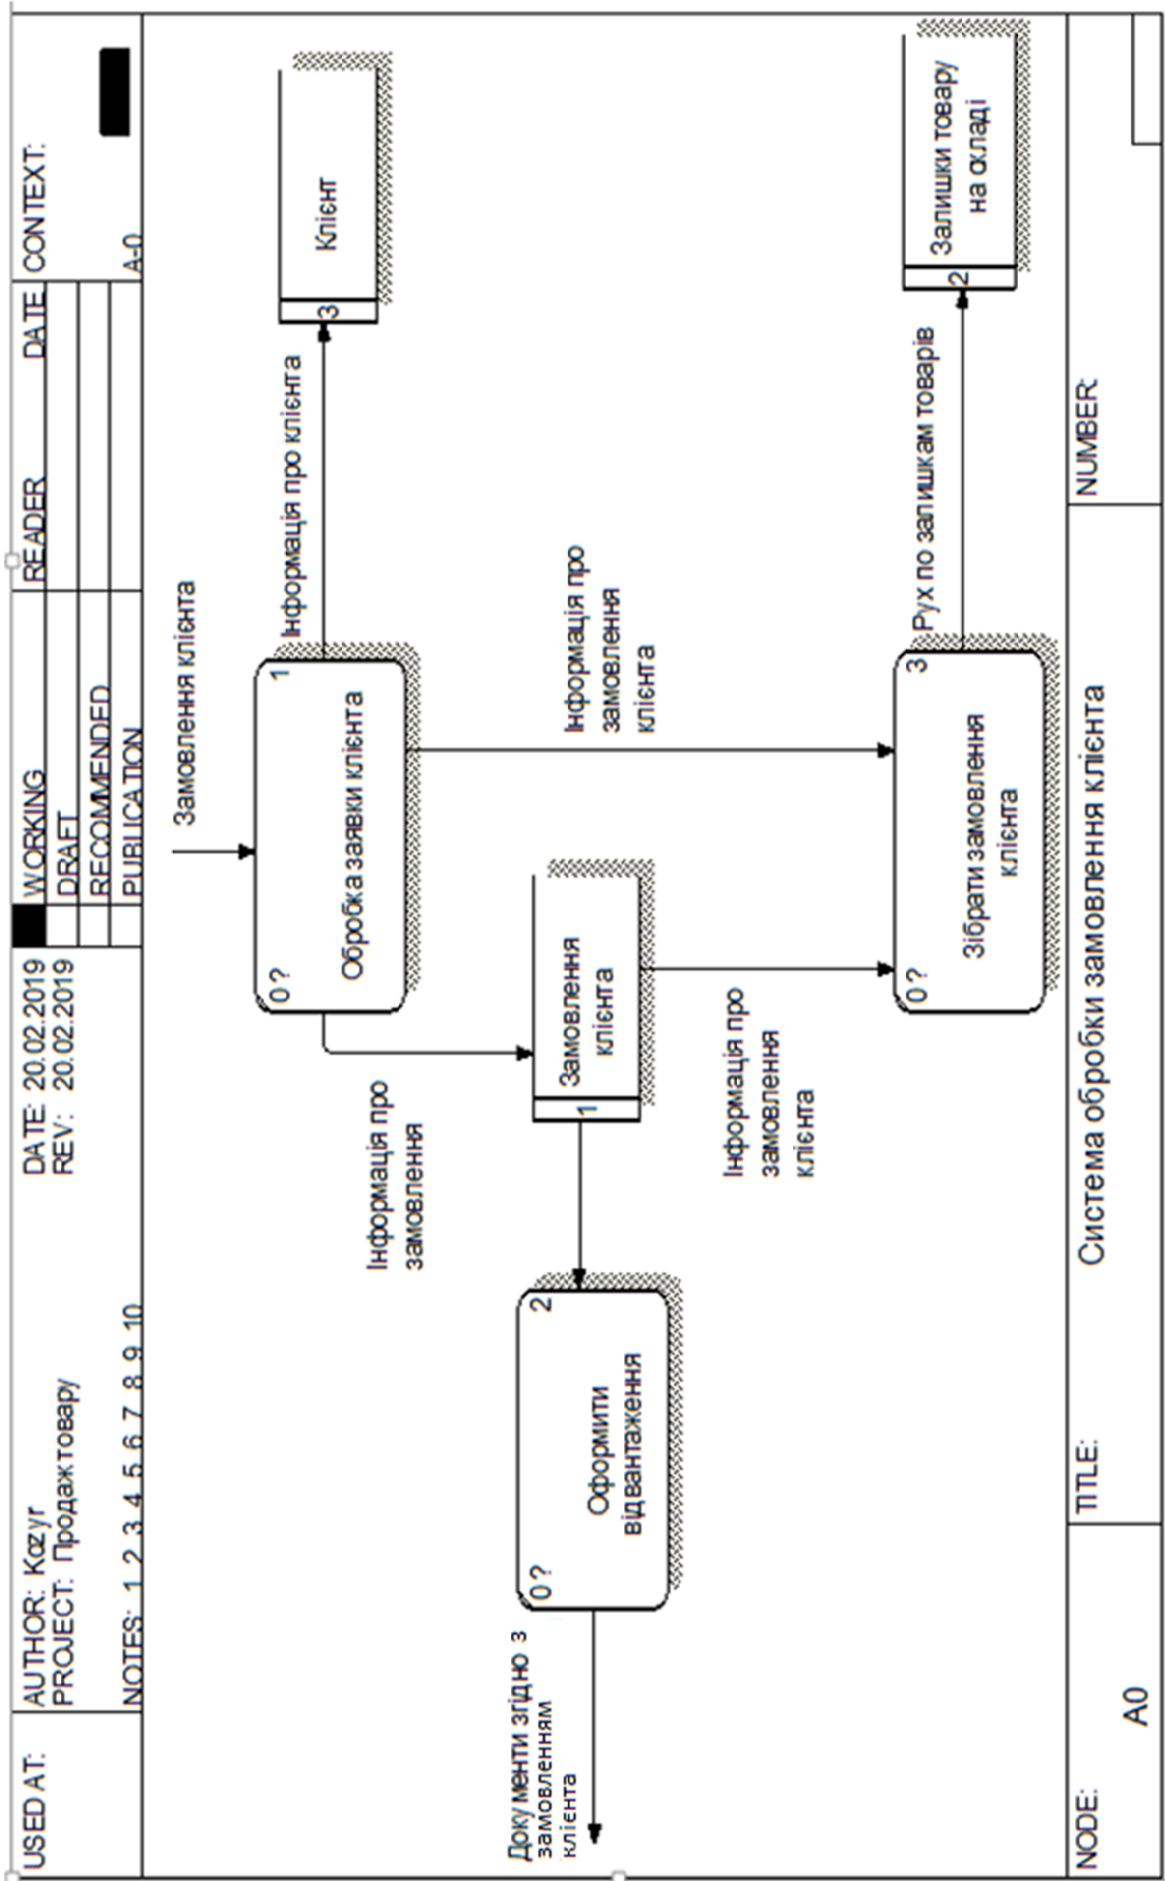 USED AT:
AUTHOR: Kozyr
PROJECT: Продаж товару
NOTES: 1 2 3 4 5 6 7 8 9 10
DATE: 20.02.2019
REV: 20.02.2019
WORKING
DRAFT
RECOMMENDED
PUBLICATION
READER
DATE
CONTEXT:
A-0
Замовлення клієнта
0?
1
Обробка заявки клієнта
Інформація про клієнта
3
Клієнт
Інформація про
замовлення
1
Замовлення
клієнта
Інформація про
замовлення
клієнта
0?
2
Оформити
відвантаження
Документи згідно з
замовленням
клієнта
Інформація про
замовлення
клієнта
0?
3
Зібрати замовлення
клієнта
Рух по залишкам товарів
2
Залишки товару
на складі
NODE:
A0
TITLE:
Система обробки замовлення клієнта
NUMBER: